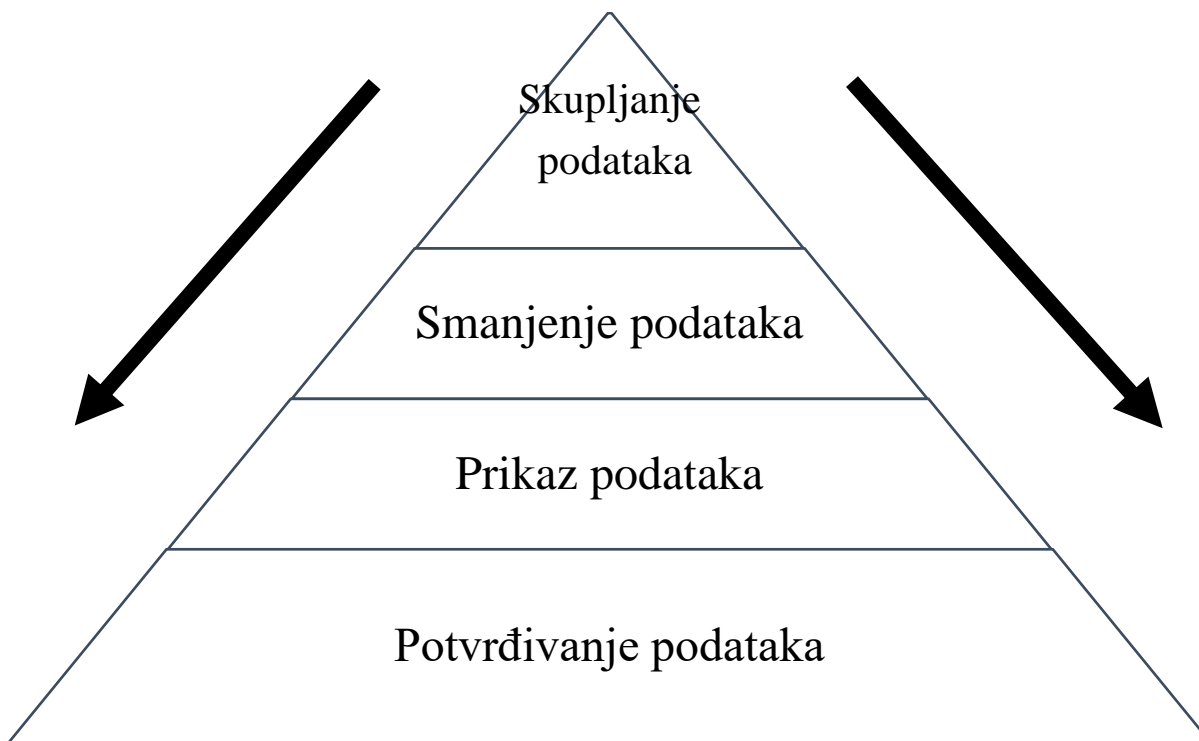 Skupljanje
podataka
Smanjenje podataka
Prikaz podataka
Potvrđivanje podataka